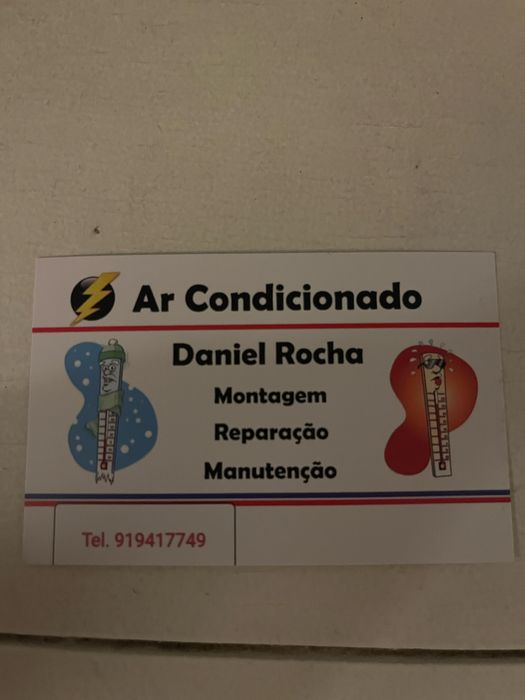 Ar Condicionado
Daniel Rocha
Montagem
Reparação
Manutenção
Tel. 919417749